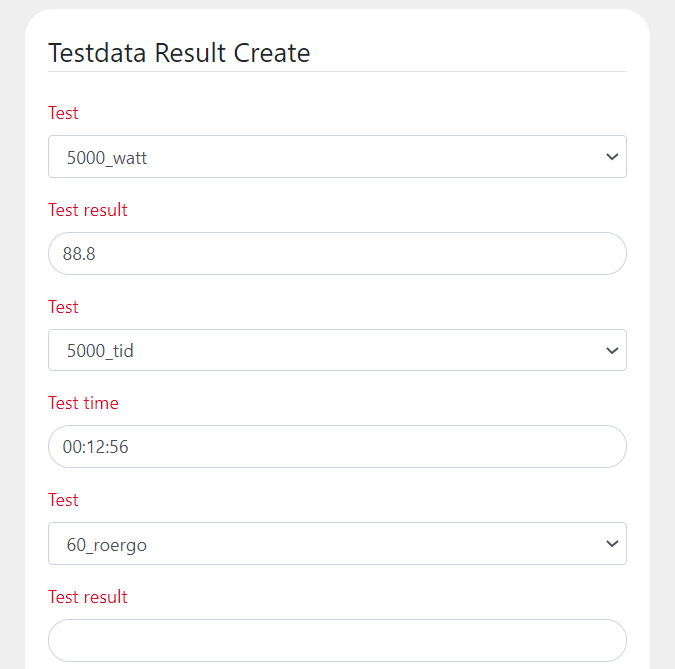 Testdata Result Create
Test
5000_watt
Test result
88.8
Test
5000_tid
Test time
00:12:56
Test
60_roergo
Test result